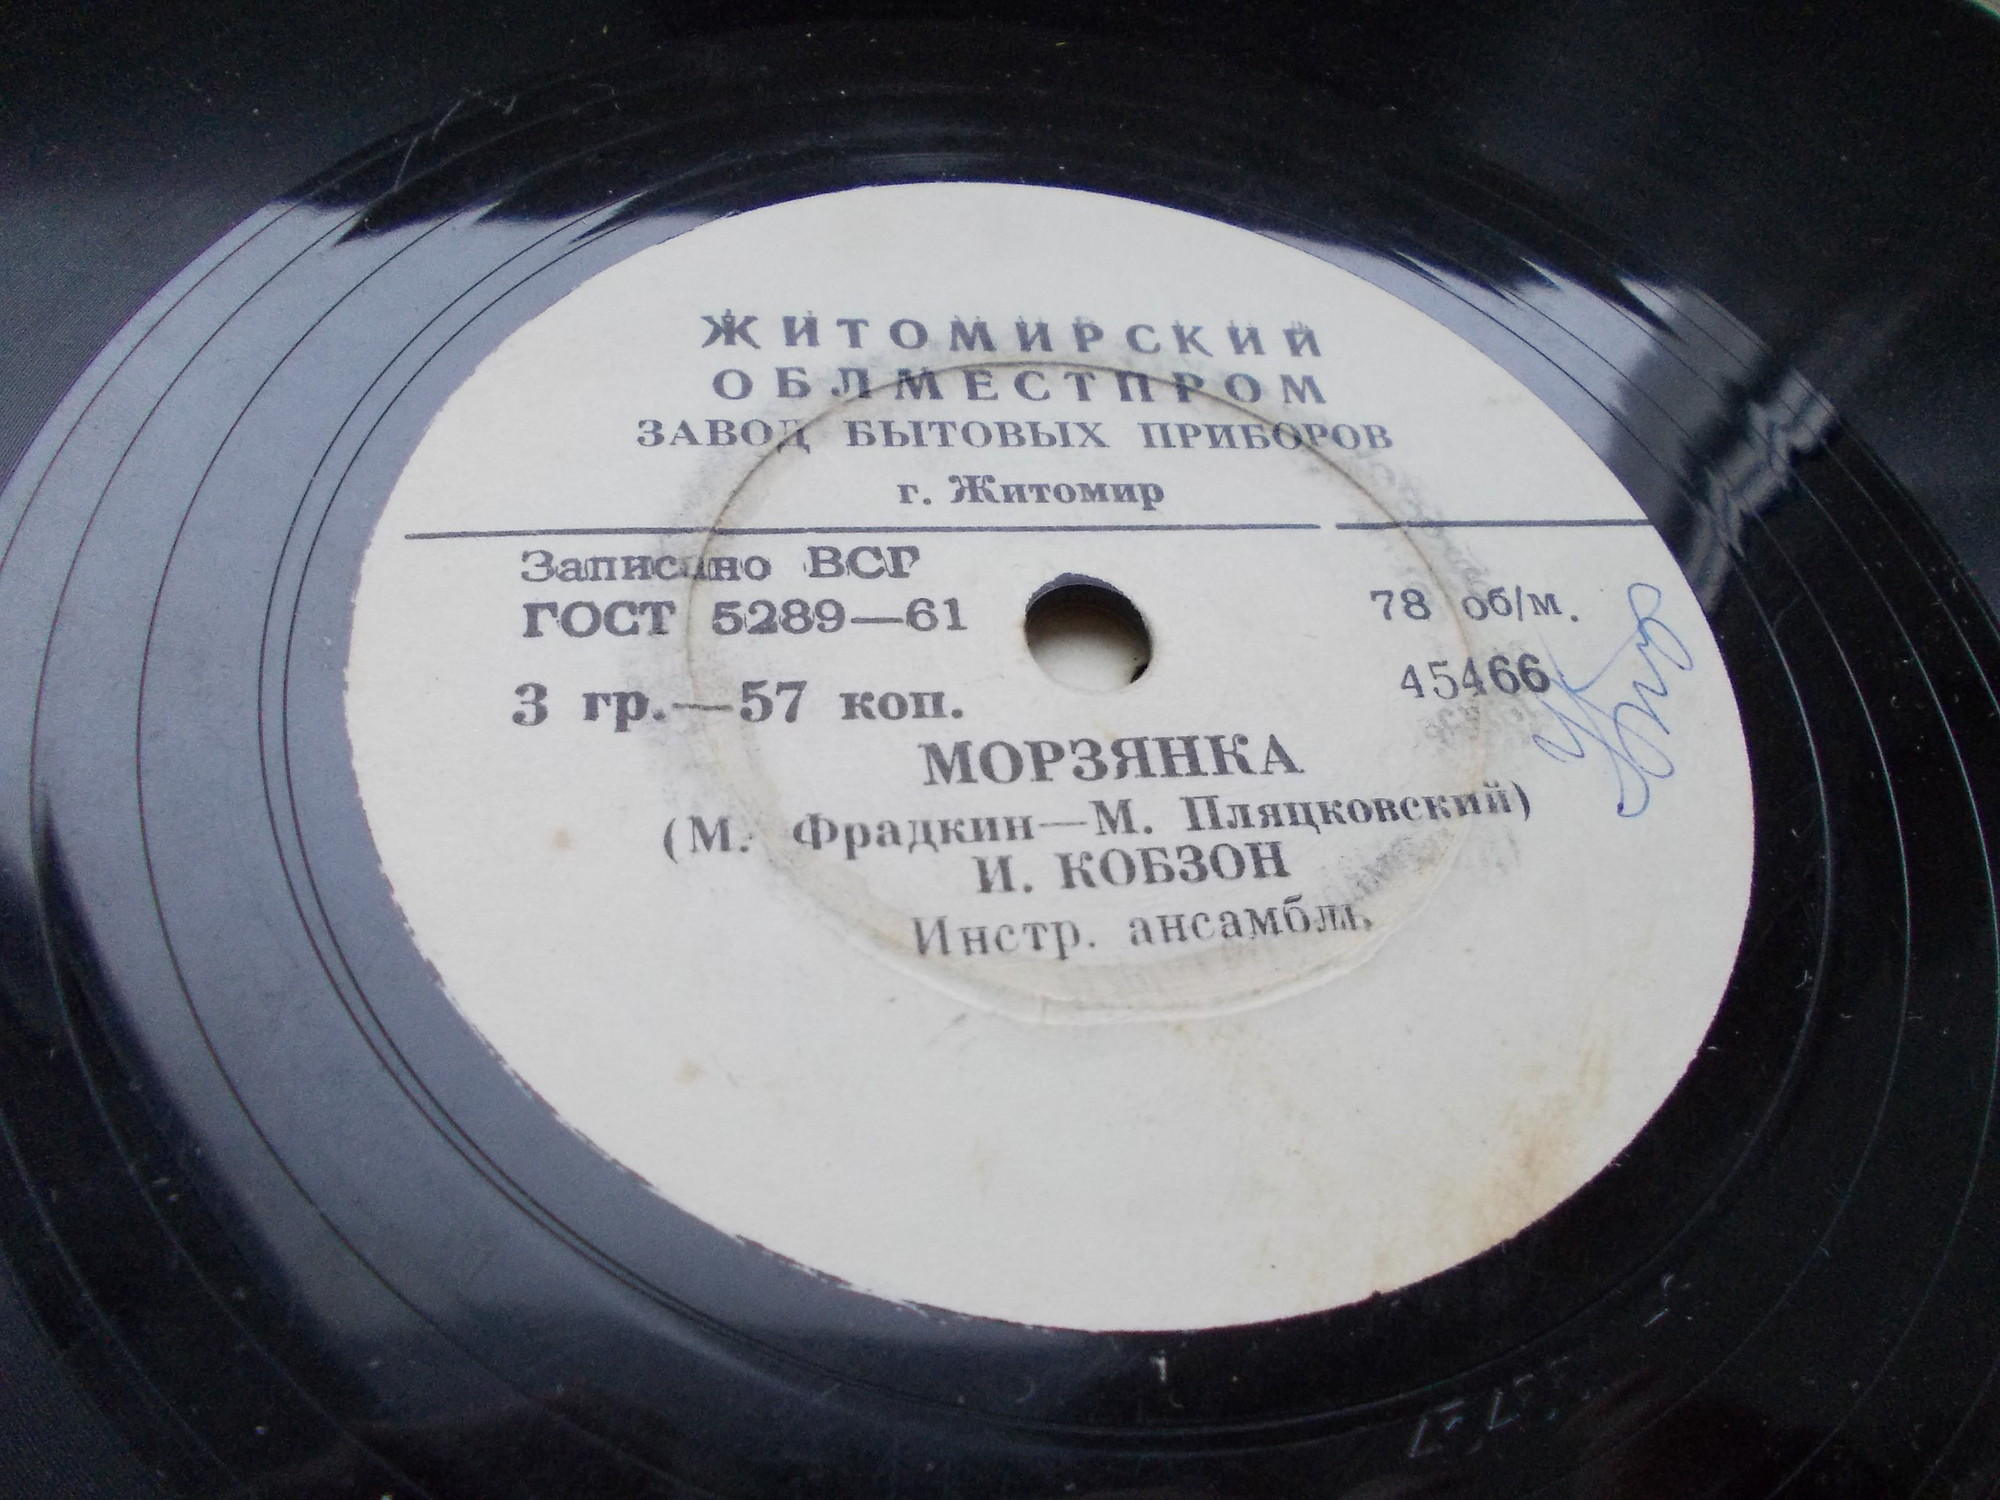 ЖИТОМИРСКИЙ
ОБЛМЕСТПРОМ
ЗАВОД БЫТОВЫХ ПРИБОРОВ
г. Житомир
Записано ВСГ
ГОСТ 5289—61
78 об/м.
3 гр.—57 коп.
45466
МОРЗЯНКА
(М. Фрадкин—М. Пляцковский)
И. КОБЗОН
Инстр. ансамбль